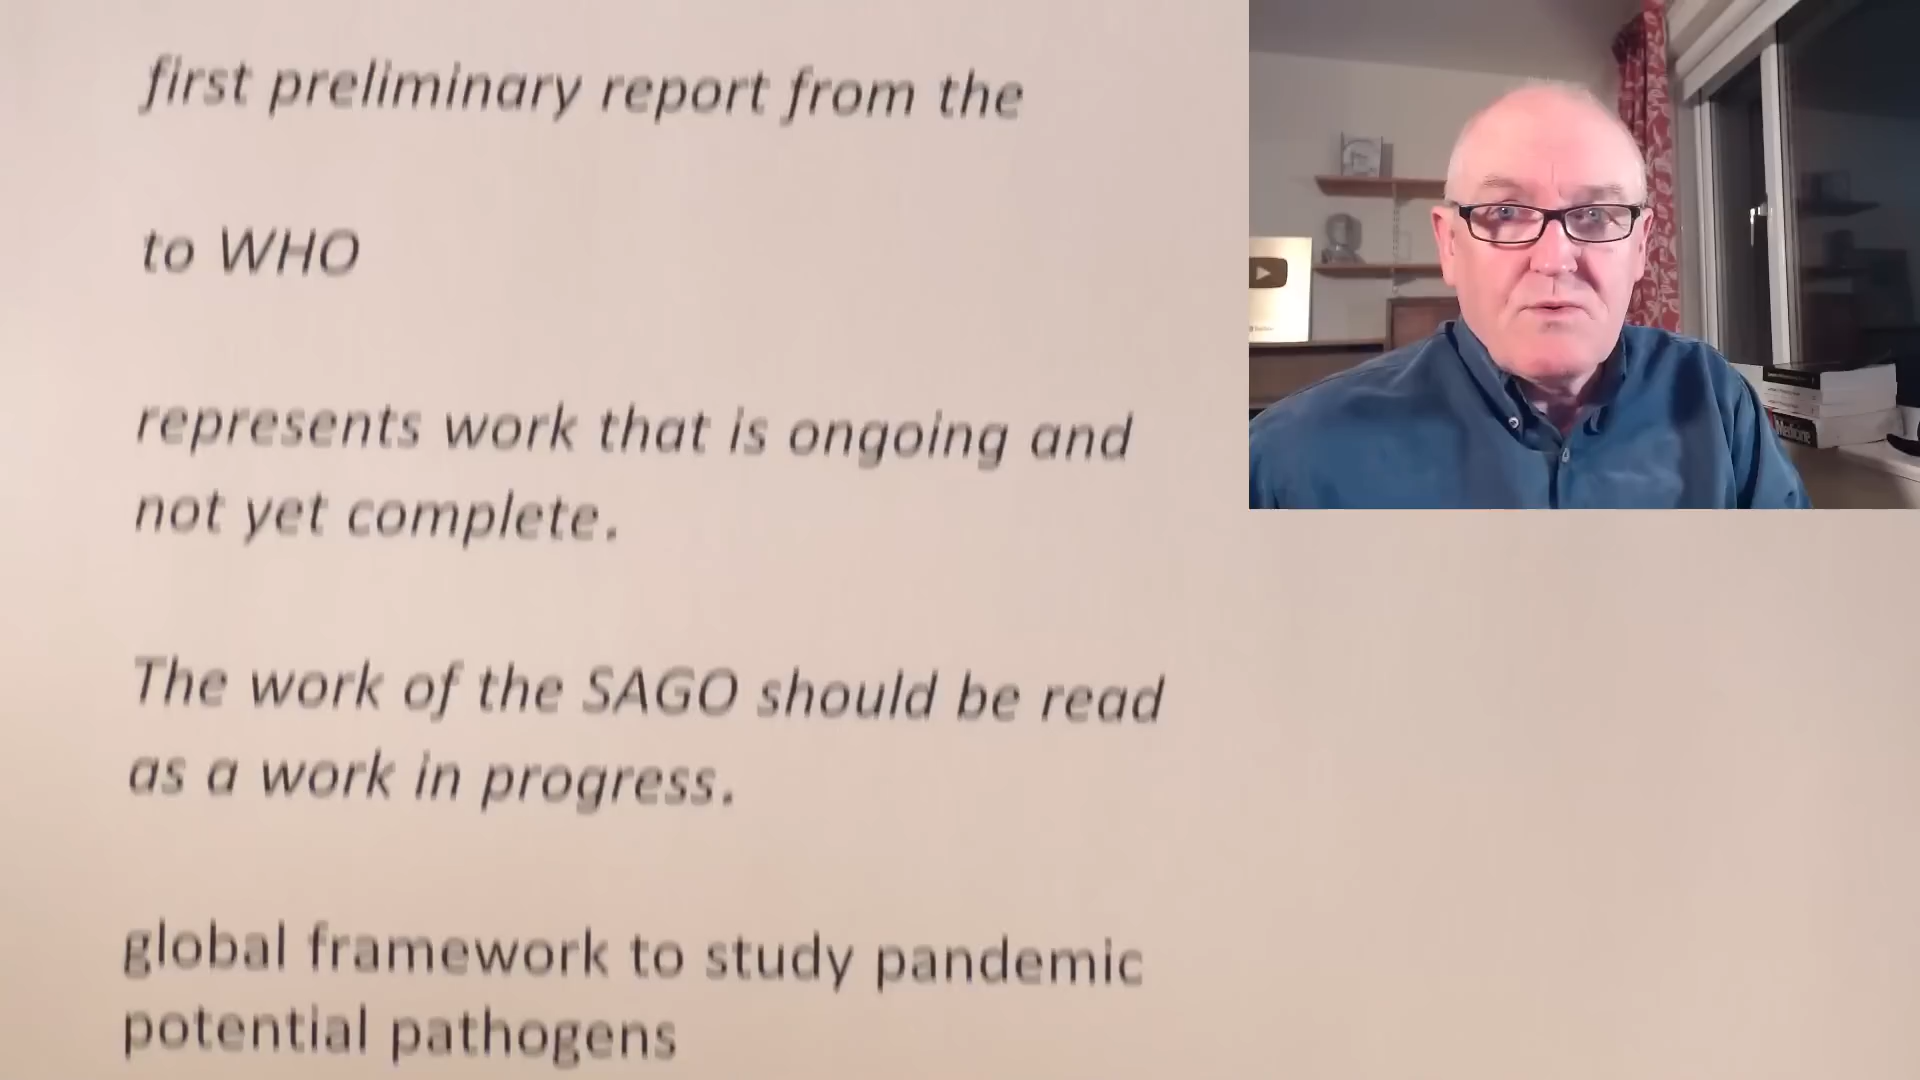 first preliminary report from the
to WHO
represents work that is ongoing and
not yet complete.
The work of the SAGO should be read
as a work in progress.
global framework to study pandemic
potential pathogens
Medicine